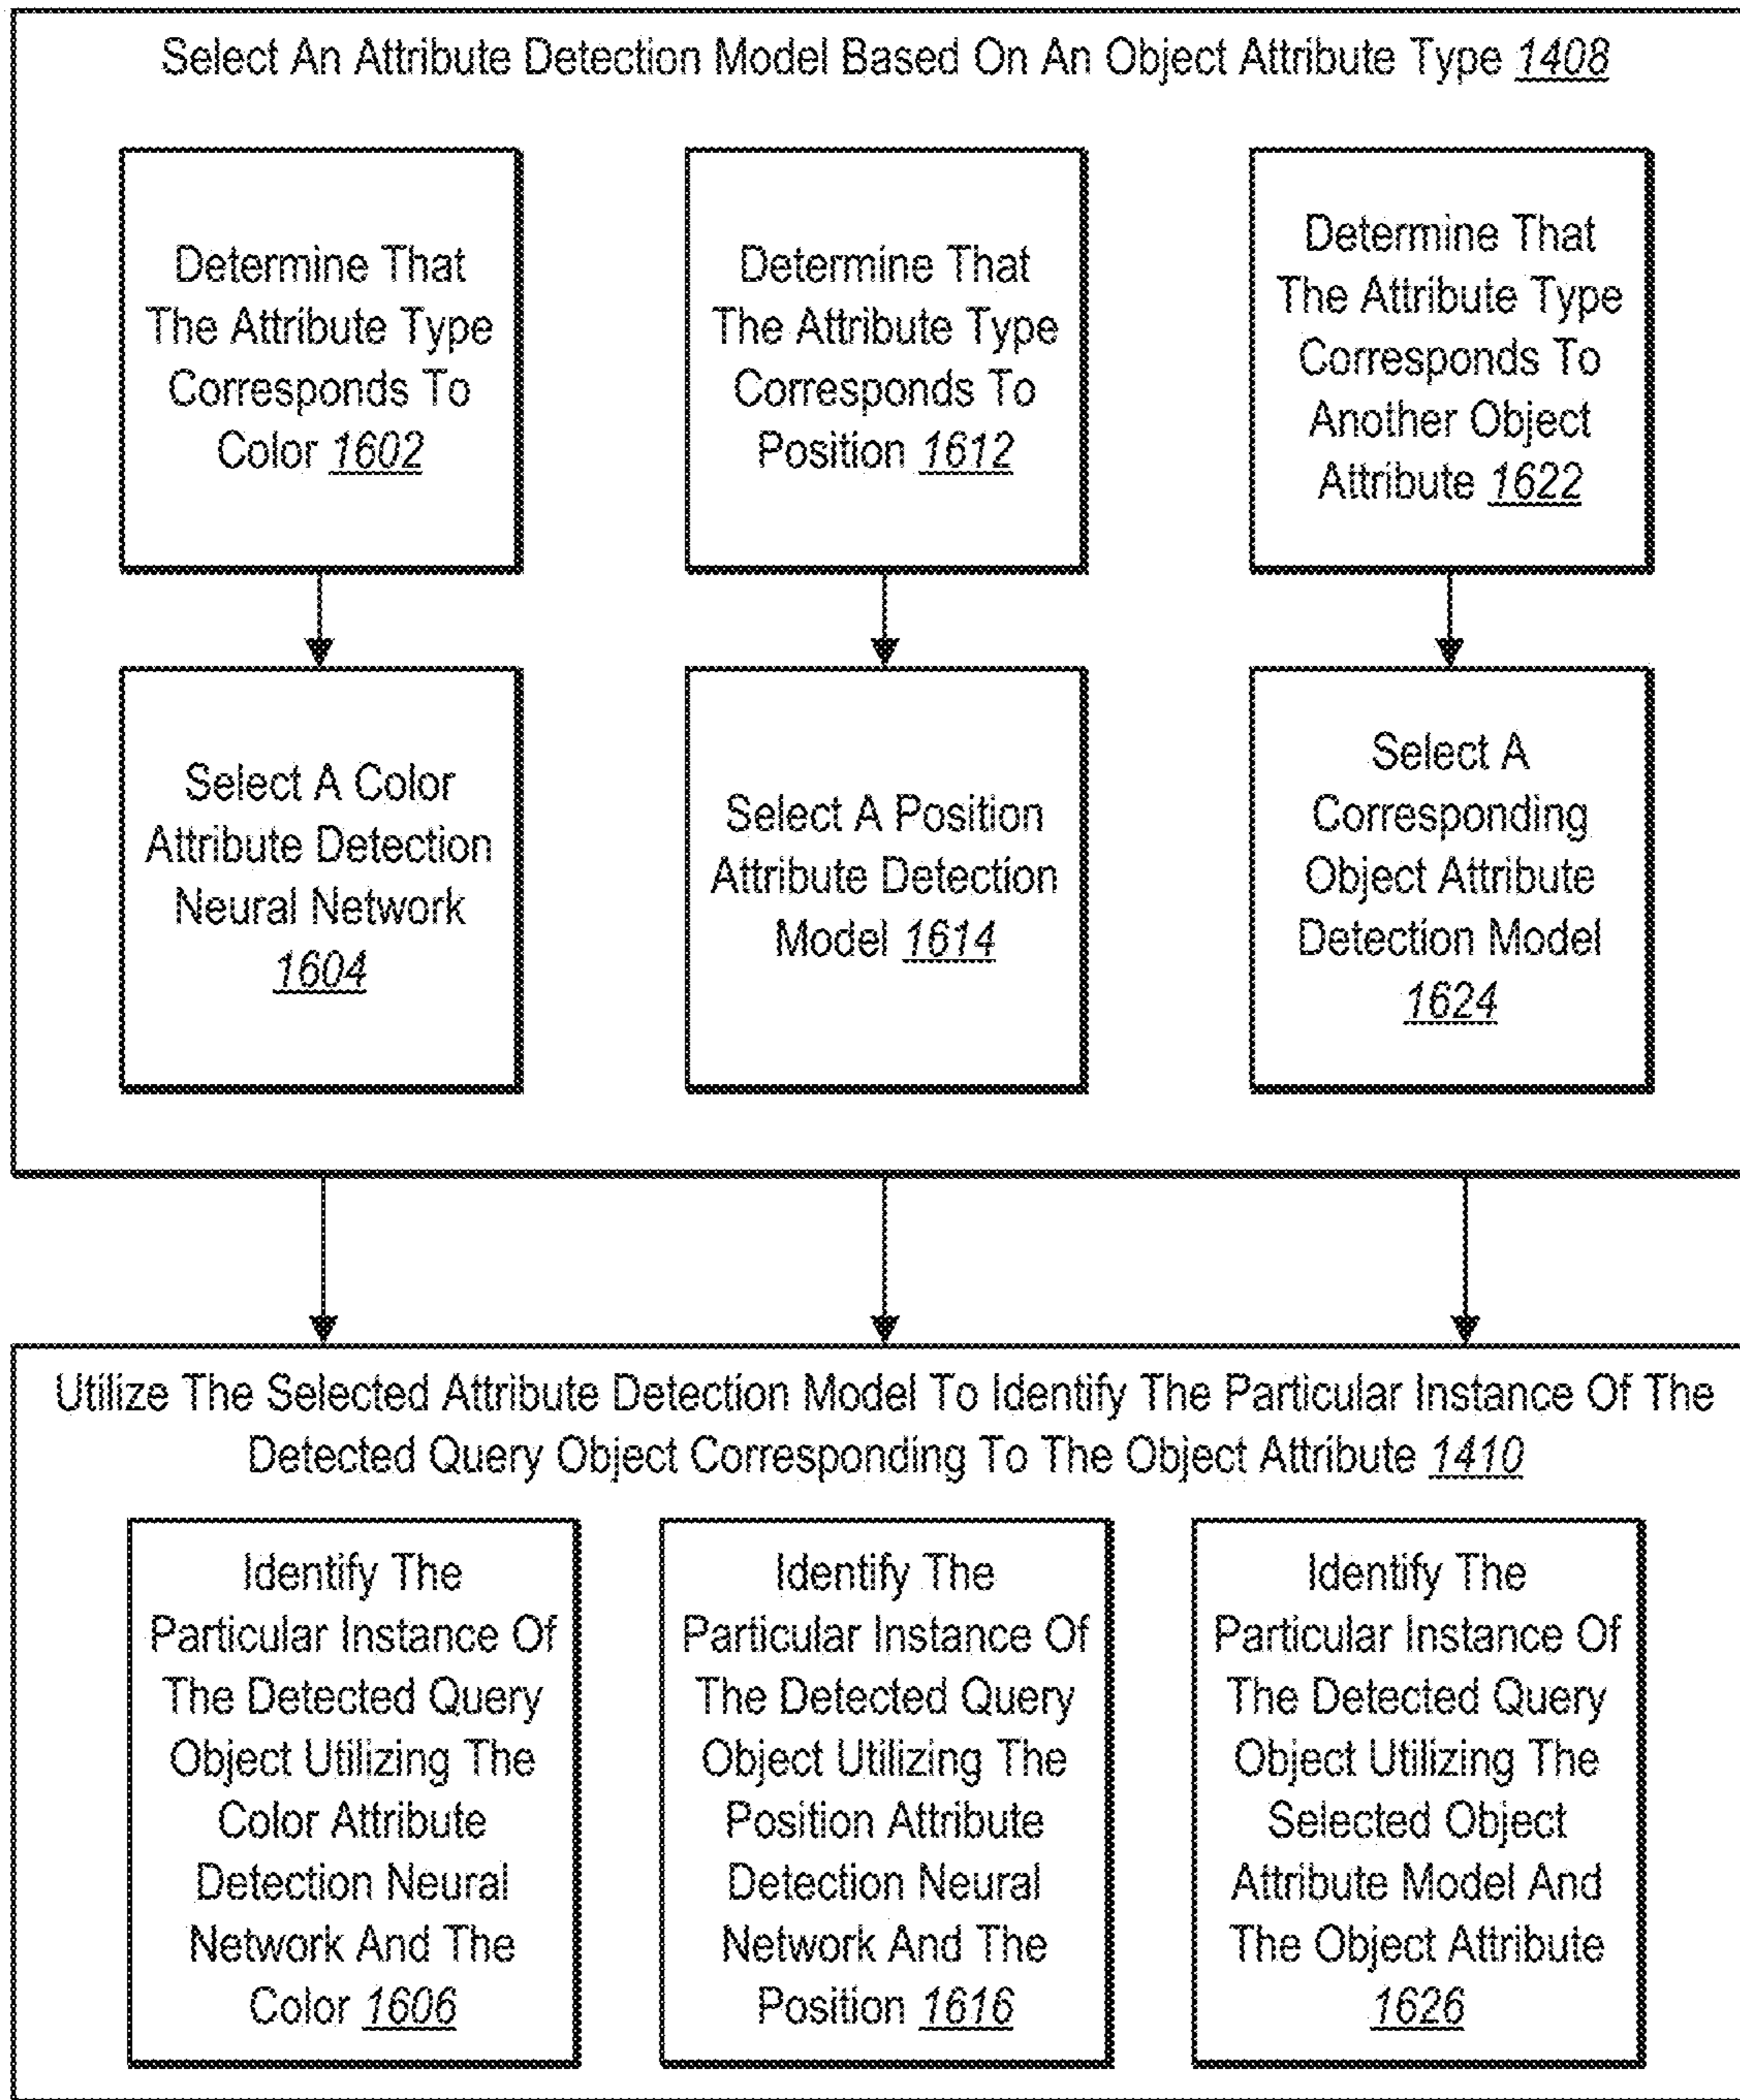 Select An Attribute Detection Model Based On An Object Attribute Type 1408
Determine That
The Attribute Type
Corresponds To
Color 1602
Determine That
The Attribute Type
Corresponds To
Position 1612
Determine That
The Attribute Type
Corresponds To
Another Object
Attribute 1622
Select A Color
Attribute Detection
Neural Network
1604
Select A Position
Attribute Detection
Model 1614
Select A
Corresponding
Object Attribute
Detection Model
1624
Utilize The Selected Attribute Detection Model To Identify The Particular Instance Of The
Detected Query Object Corresponding To The Object Attribute 1410
Identify The
Particular Instance Of
The Detected Query
Object Utilizing The
Color Attribute
Detection Neural
Network And The
Color 1606
Identify The
Particular Instance Of
The Detected Query
Object Utilizing The
Position Attribute
Detection Neural
Network And The
Position 1616
Identify The
Particular Instance Of
The Detected Query
Object Utilizing The
Selected Object
Attribute Model And
The Object Attribute
1626